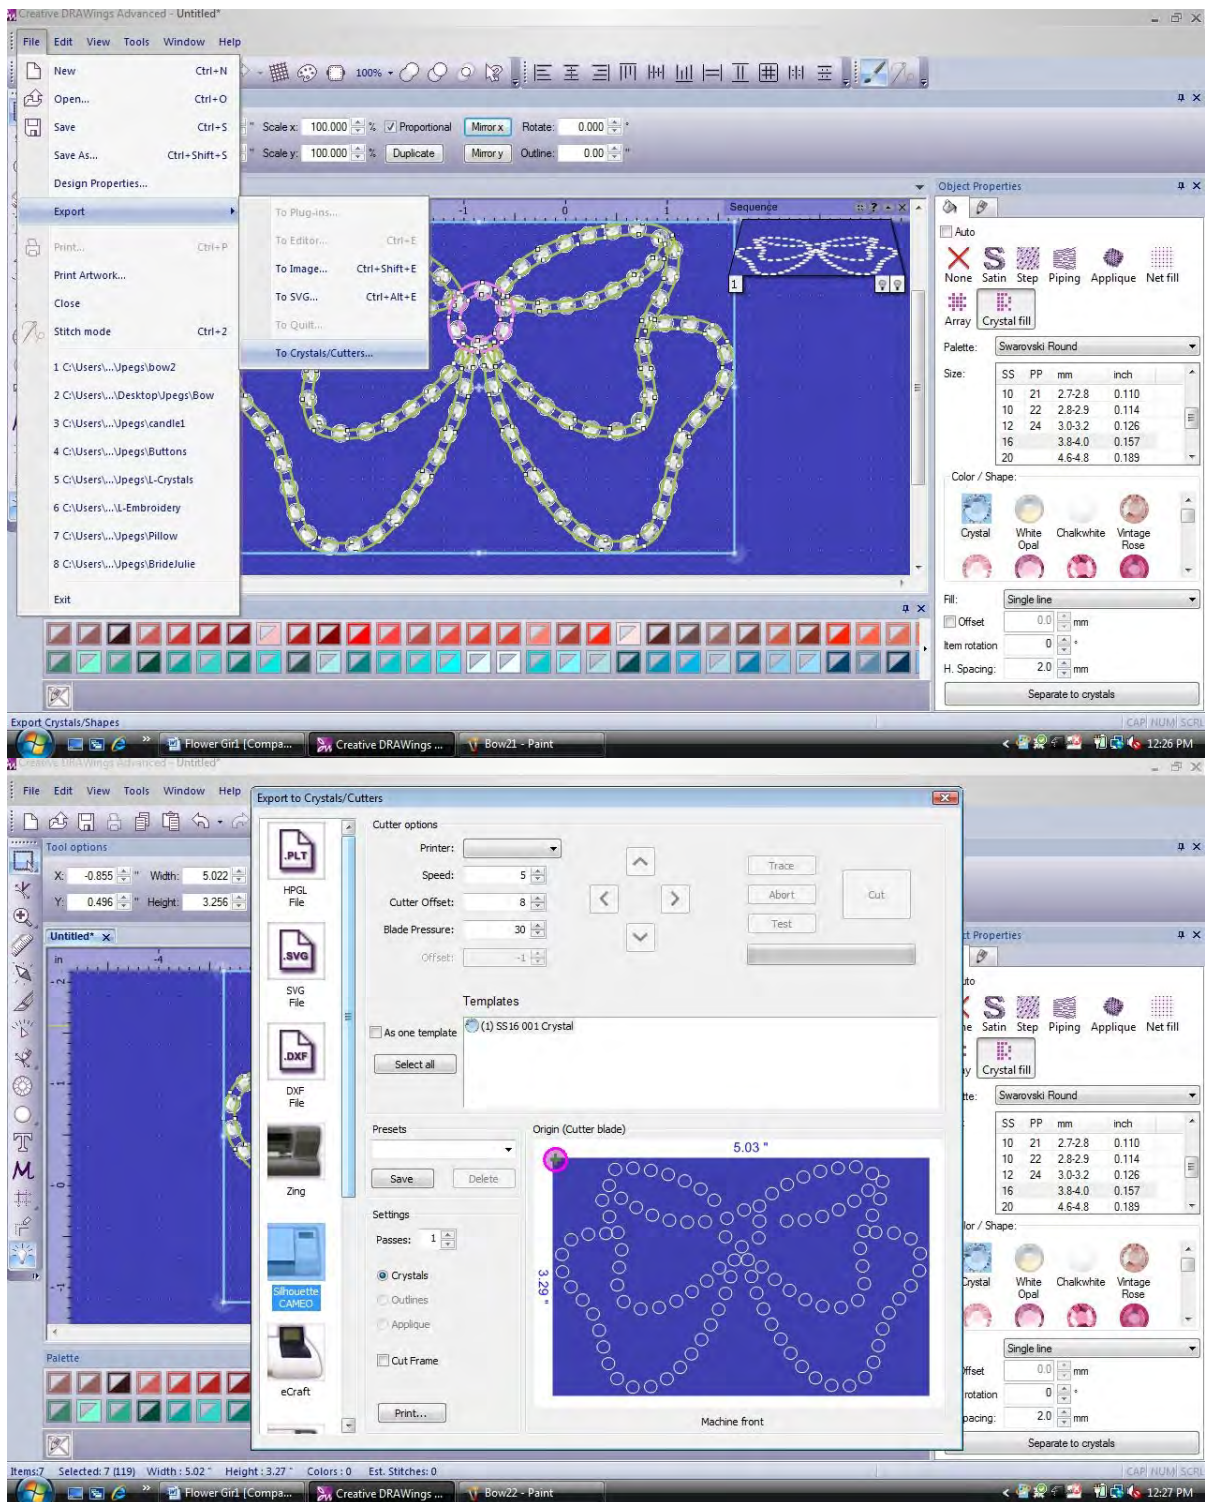 Creative DRAWings Advanced - Untitled*
File Edit View Tools Window Help
New Ctrl+N
Open... Ctrl+O
Save Ctrl+S
Save As... Ctrl+Shift+S
Design Properties...
Export
Print... Ctrl+P
Print Artwork...
Close
Stitch mode Ctrl+2
1 C:\Users\...\Jpegs\bow2
2 C:\Users\...\Desktop\Jpegs\Bow
3 C:\Users\...\Jpegs\candle1
4 C:\Users\...\Jpegs\Buttons
5 C:\Users\...\Jpegs\L-Crystals
6 C:\Users\...\L-Embroidery
7 C:\Users\...\Jpegs\Pillow
8 C:\Users\...\Jpegs\BrideJulie
Exit
To Plug-ins...
To Editor... Ctrl+E
To Image... Ctrl+Shift+E
To SVG... Ctrl+Alt+E
To Quilt...
To Crystals/Cutters...
100%
" Scale x: 100.000 % Proportional Mirror x Rotate: 0.000 °
" Scale y: 100.000 % Duplicate Mirror y Outline: 0.00 "
-1 0 1
Sequence
1
Object Properties
Auto
None Satin Step Piping Applique Net fill
Array Crystal fill
Palette: Swarovski Round
Size: SS PP mm inch
10 21 2.7-2.8 0.110
10 22 2.8-2.9 0.114
12 24 3.0-3.2 0.126
16 3.8-4.0 0.157
20 4.6-4.8 0.189
Color / Shape:
Crystal White Opal Chalkwhite Vintage Rose
Fill: Single line
Offset 0.0 mm
Item rotation 0 °
H. Spacing: 2.0 mm
Separate to crystals
Export Crystals/Shapes
CAP NUM SCRL
Flower Girl [Compa... Creative DRAWings ... Bow21 - Paint 12:26 PM
Creative DRAWings Advanced - Untitled*
File Edit View Tools Window Help
Tool options
X: -0.855 " Width: 5.022
Y: 0.496 " Height: 3.256
Untitled* x
in -4
-2
-1
-0
-1
Palette
Export to Crystals/Cutters
.PLT
HPGL
File
.SVG
SVG
File
.DXF
DXF
File
Zing
Silhouette
CAMEO
eCraft
Cutter options
Printer:
Speed: 5
Cutter Offset: 8
Blade Pressure: 30
Offset: -1
Trace
Abort
Test
Cut
Templates
As one template
(1) SS16 001 Crystal
Select all
Presets
Save Delete
Settings
Passes: 1
Crystals
Outlines
Applique
Cut Frame
Print...
Origin (Cutter blade)
5.03 "
3.29 "
Machine front
ct Properties
uto
ne Satin Step Piping Applique Net fill
ay Crystal fill
tte: Swarovski Round
SS PP mm inch
10 21 2.7-2.8 0.110
10 22 2.8-2.9 0.114
12 24 3.0-3.2 0.126
16 3.8-4.0 0.157
20 4.6-4.8 0.189
lor / Shape:
Crystal White Opal Chalkwhite Vintage Rose
Single line
ffset 0.0 mm
rotation 0 °
pacing: 2.0 mm
Separate to crystals
Items:7 Selected: 7 (119) Width : 5.02 " Height : 3.27 " Colors : 0 Est. Stitches: 0
CAP NUM SCRL
Flower Girl [Compa... Creative DRAWings ... Bow22 - Paint 12:27 PM